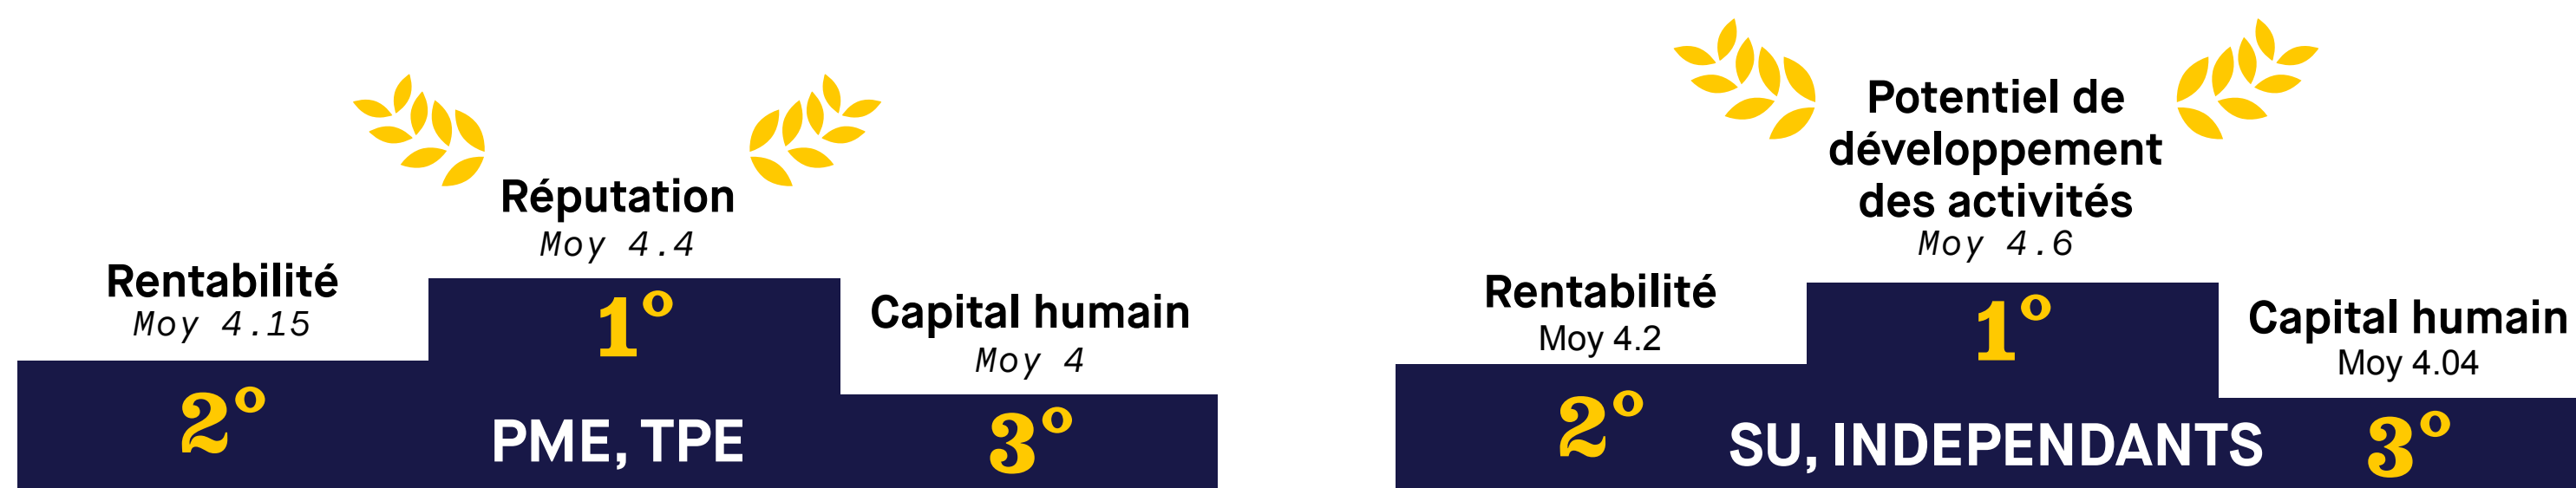 Réputation
Moy 4.4
Rentabilité
Moy 4.15
Capital humain
Moy 4
1°
2°
3°
PME, TPE
Potentiel de
développement
des activités
Moy 4.6
Rentabilité
Moy 4.2
Capital humain
Moy 4.04
1°
2°
3°
SU, INDEPENDANTS